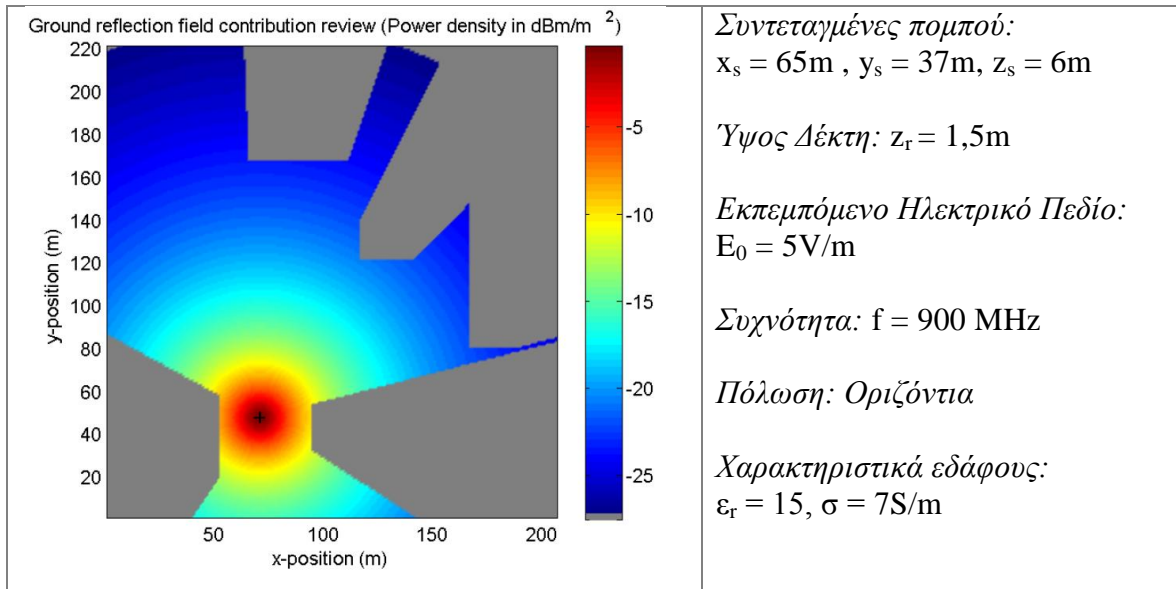 Ground reflection field contribution review (Power density in dBm/m ²)
220
200
180
160
140
120
100
80
60
40
20
y-position (m)
50
100
150
200
x-position (m)
-5
-10
-15
-20
-25
Συντεταγμένες πομπού:
xs = 65m , ys = 37m, zs = 6m
Ύψος Δέκτη: zr = 1,5m
Εκπεμπόμενο Ηλεκτρικό Πεδίο:
E0 = 5V/m
Συχνότητα: f = 900 MHz
Πόλωση: Οριζόντια
Χαρακτηριστικά εδάφους:
εr = 15, σ = 7S/m